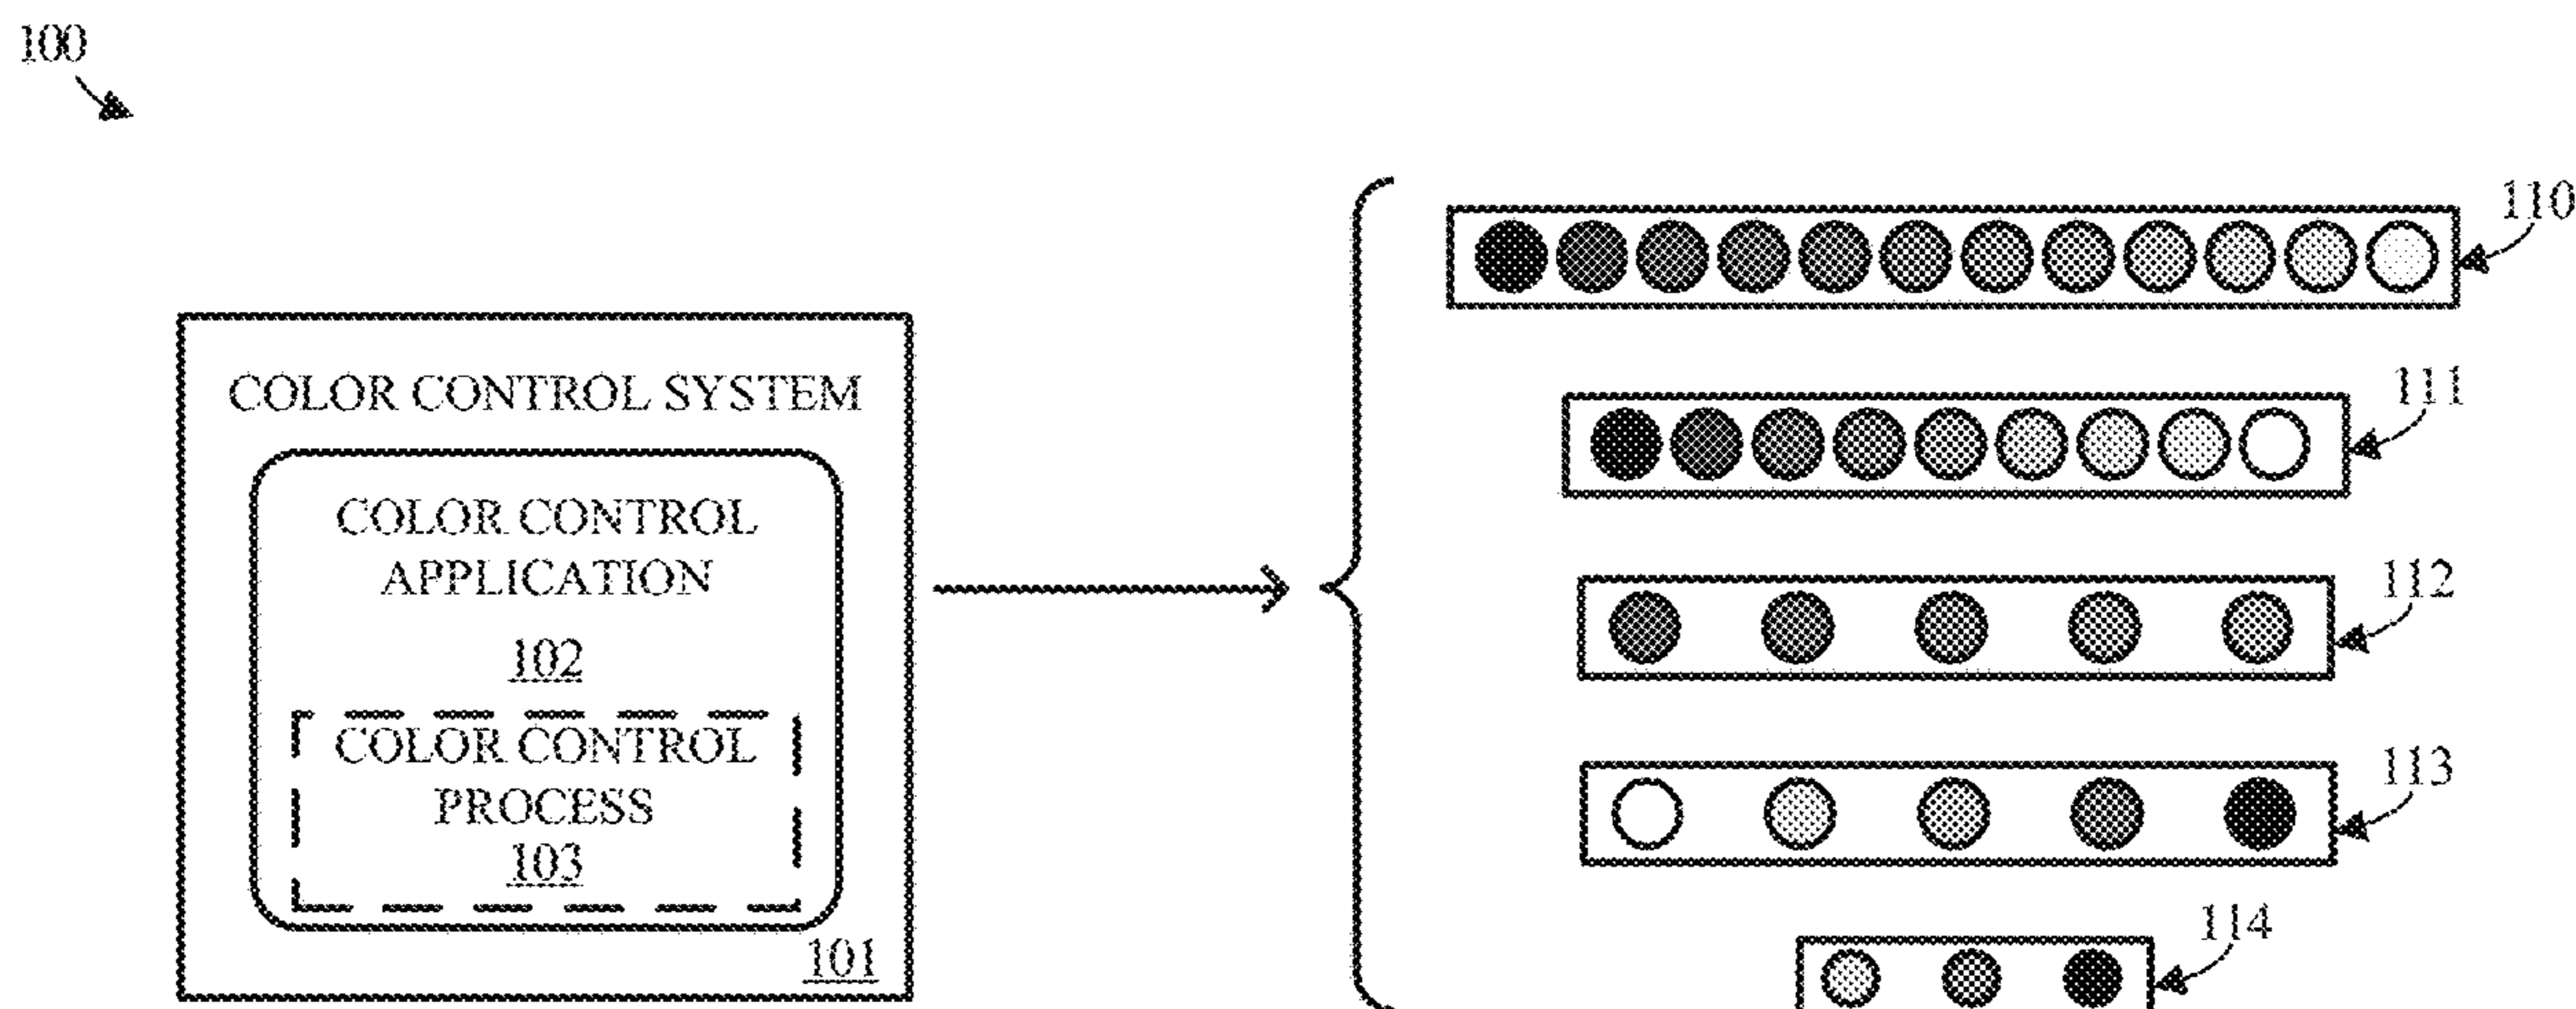 100
COLOR CONTROL SYSTEM
COLOR CONTROL
APPLICATION
102
COLOR CONTROL
PROCESS
103
101
110
111
112
113
114